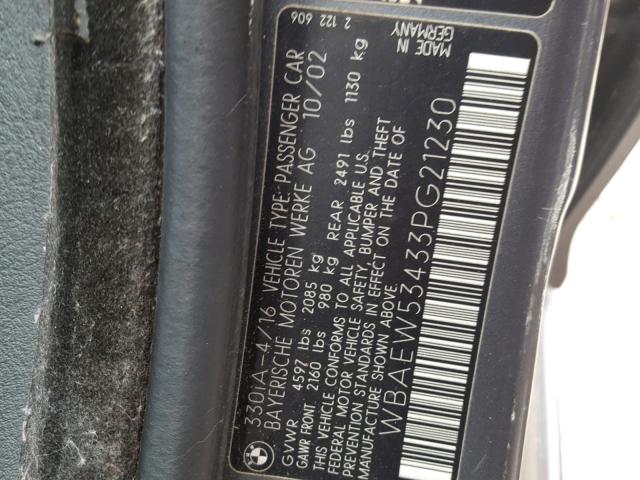 330iA 4/16 VEHICLE TYPE: PASSENGER CAR
BAYERISCHE MOTOREN WERKE AG 10/02
GVWR 4597 lbs 2085 kg
GAWR FRONT 2160 lbs 980 kg REAR 2491 lbs 1130 kg
THIS VEHICLE CONFORMS TO ALL APPLICABLE U.S.
FEDERAL MOTOR VEHICLE SAFETY, BUMPER AND THEFT
PREVENTION STANDARDS IN EFFECT ON THE DATE OF
MANUFACTURE SHOWN ABOVE.
WBAEW53433PG21230
2 122 606
MADE IN
GERMANY